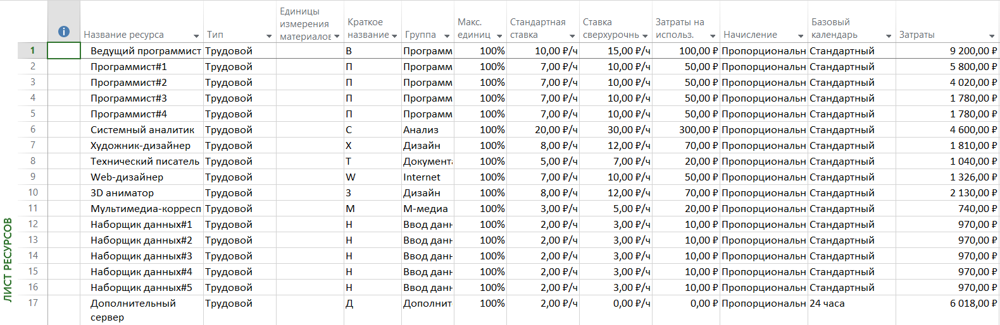 Название ресурса Тип Единицы измерения материалов Краткое название Группа Макс. единиц Стандартная ставка Ставка сверхурочнь Затраты на использ. Начисление Базовый календарь Затраты
1 Ведущий программист Трудовой В Программ 100% 10,00 ₽/ч 15,00 ₽/ч 100,00 ₽ Пропорциональн Стандартный 9 200,00 ₽
2 Программист#1 Трудовой П Программ 100% 7,00 ₽/ч 10,00 ₽/ч 50,00 ₽ Пропорциональн Стандартный 5 800,00 ₽
3 Программист#2 Трудовой П Программ 100% 7,00 ₽/ч 10,00 ₽/ч 50,00 ₽ Пропорциональн Стандартный 4 020,00 ₽
4 Программист#3 Трудовой П Программ 100% 7,00 ₽/ч 10,00 ₽/ч 50,00 ₽ Пропорциональн Стандартный 1 780,00 ₽
5 Программист#4 Трудовой П Программ 100% 7,00 ₽/ч 10,00 ₽/ч 50,00 ₽ Пропорциональн Стандартный 1 780,00 ₽
6 Системный аналитик Трудовой С Анализ 100% 20,00 ₽/ч 30,00 ₽/ч 300,00 ₽ Пропорциональн Стандартный 4 600,00 ₽
7 Художник-дизайнер Трудовой Х Дизайн 100% 8,00 ₽/ч 12,00 ₽/ч 70,00 ₽ Пропорциональн Стандартный 1 810,00 ₽
8 Технический писатель Трудовой Т Документа 100% 5,00 ₽/ч 7,00 ₽/ч 20,00 ₽ Пропорциональн Стандартный 1 040,00 ₽
9 Web-дизайнер Трудовой W Internet 100% 7,00 ₽/ч 10,00 ₽/ч 50,00 ₽ Пропорциональн Стандартный 1 326,00 ₽
10 3D аниматор Трудовой 3 Дизайн 100% 8,00 ₽/ч 12,00 ₽/ч 70,00 ₽ Пропорциональн Стандартный 2 130,00 ₽
11 Мультимедиа-корресп Трудовой М М-медиа 100% 3,00 ₽/ч 5,00 ₽/ч 20,00 ₽ Пропорциональн Стандартный 740,00 ₽
12 Наборщик данных#1 Трудовой Н Ввод данн 100% 2,00 ₽/ч 3,00 ₽/ч 10,00 ₽ Пропорциональн Стандартный 970,00 ₽
13 Наборщик данных#2 Трудовой Н Ввод данн 100% 2,00 ₽/ч 3,00 ₽/ч 10,00 ₽ Пропорциональн Стандартный 970,00 ₽
14 Наборщик данных#3 Трудовой Н Ввод данн 100% 2,00 ₽/ч 3,00 ₽/ч 10,00 ₽ Пропорциональн Стандартный 970,00 ₽
15 Наборщик данных#4 Трудовой Н Ввод данн 100% 2,00 ₽/ч 3,00 ₽/ч 10,00 ₽ Пропорциональн Стандартный 970,00 ₽
16 Наборщик данных#5 Трудовой Н Ввод данн 100% 2,00 ₽/ч 3,00 ₽/ч 10,00 ₽ Пропорциональн Стандартный 970,00 ₽
17 Дополнительный сервер Трудовой Д Дополнит 100% 2,00 ₽/ч 0,00 ₽/ч 0,00 ₽ Пропорциональн 24 часа 6 018,00 ₽
ЛИСТ РЕСУРСОВ